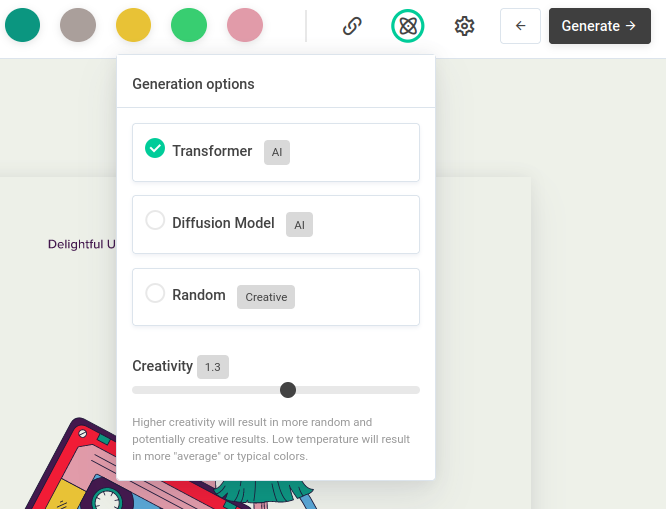 Generate →
Generation options
Transformer AI
Diffusion Model AI
Random Creative
Creativity 1.3
Higher creativity will result in more random and
potentially creative results. Low temperature will result
in more "average" or typical colors.
Delightful U